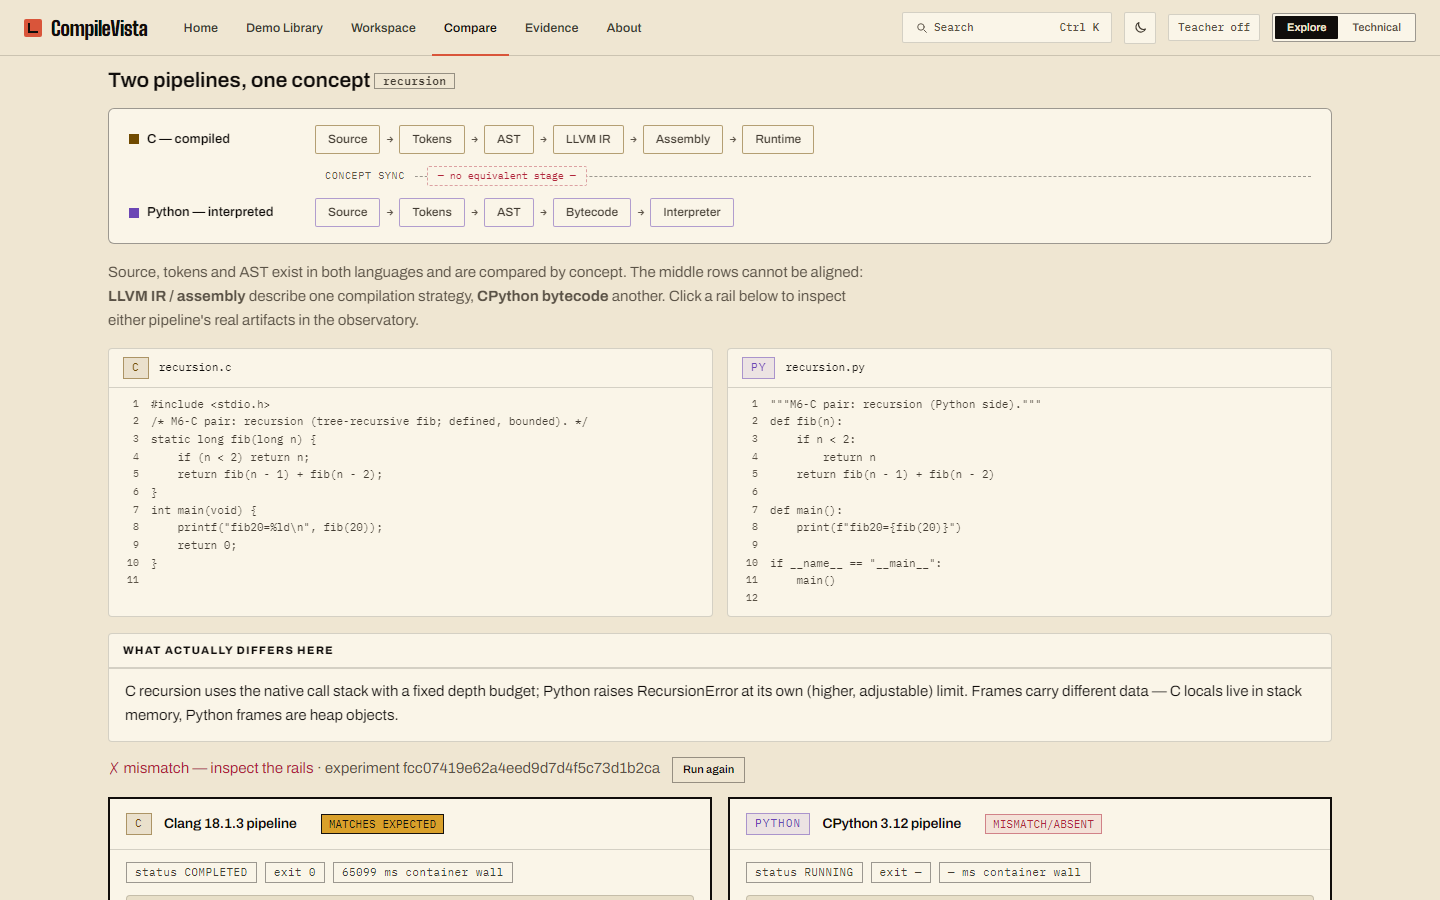 CompileVista Home Demo Library Workspace Compare Evidence About Search Ctrl K Teacher off Explore Technical
Two pipelines, one concept recursion
C — compiled Source → Tokens → AST → LLVM IR → Assembly → Runtime
CONCEPT SYNC — no equivalent stage —
Python — interpreted Source → Tokens → AST → Bytecode → Interpreter
Source, tokens and AST exist in both languages and are compared by concept. The middle rows cannot be aligned:
LLVM IR / assembly describe one compilation strategy, CPython bytecode another. Click a rail below to inspect
either pipeline's real artifacts in the observatory.
C recursion.c
1 #include <stdio.h>
2 /* M6-C pair: recursion (tree-recursive fib; defined, bounded). */
3 static long fib(long n) {
4     if (n < 2) return n;
5     return fib(n - 1) + fib(n - 2);
6 }
7 int main(void) {
8     printf("fib20=%ld\n", fib(20));
9     return 0;
10 }
11
PY recursion.py
1 """M6-C pair: recursion (Python side)."""
2 def fib(n):
3     if n < 2:
4         return n
5     return fib(n - 1) + fib(n - 2)
6
7 def main():
8     print(f"fib20={fib(20)}")
9
10 if __name__ == "__main__":
11     main()
12
WHAT ACTUALLY DIFFERS HERE
C recursion uses the native call stack with a fixed depth budget; Python raises RecursionError at its own (higher, adjustable) limit. Frames carry different data — C locals live in stack
memory, Python frames are heap objects.
✗ mismatch — inspect the rails · experiment fcc07419e62a4eed9d7d4f5c73d1b2ca Run again
C Clang 18.1.3 pipeline MATCHES EXPECTED
status COMPLETED exit 0 65099 ms container wall
PYTHON CPython 3.12 pipeline MISMATCH/ABSENT
status RUNNING exit — — ms container wall